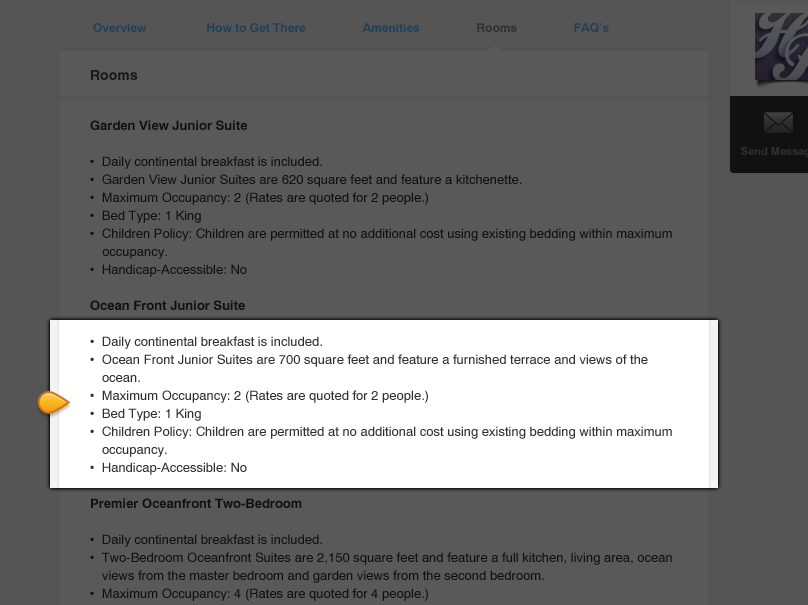 Overview How to Get There Amenities Rooms FAQ's
Rooms
Garden View Junior Suite
• Daily continental breakfast is included.
• Garden View Junior Suites are 620 square feet and feature a kitchenette.
• Maximum Occupancy: 2 (Rates are quoted for 2 people.)
• Bed Type: 1 King
• Children Policy: Children are permitted at no additional cost using existing bedding within maximum
occupancy.
• Handicap-Accessible: No
Ocean Front Junior Suite
• Daily continental breakfast is included.
• Ocean Front Junior Suites are 700 square feet and feature a furnished terrace and views of the
ocean.
• Maximum Occupancy: 2 (Rates are quoted for 2 people.)
• Bed Type: 1 King
• Children Policy: Children are permitted at no additional cost using existing bedding within maximum
occupancy.
• Handicap-Accessible: No
Premier Oceanfront Two-Bedroom
• Daily continental breakfast is included.
• Two-Bedroom Oceanfront Suites are 2,150 square feet and feature a full kitchen, living area, ocean
views from the master bedroom and garden views from the second bedroom.
• Maximum Occupancy: 4 (Rates are quoted for 4 people.)
Send Messag